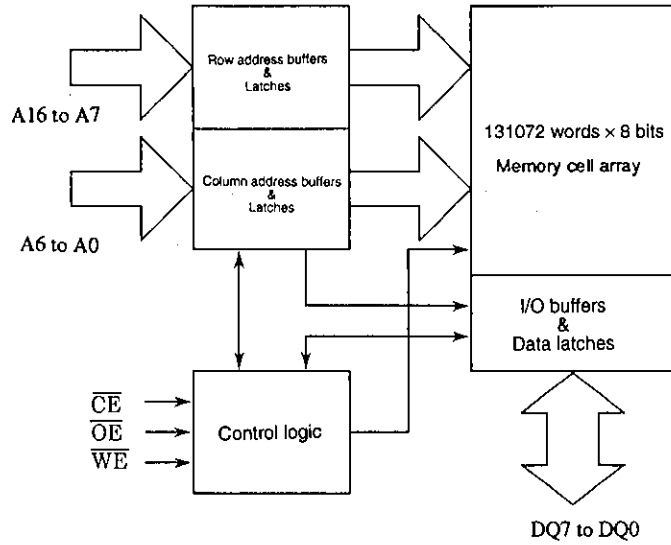 Row address buffers
&
Latches
A16 to A7
131072 words × 8 bits
Memory cell array
Column address buffers
&
Latches
A6 to A0
I/O buffers
&
Data latches
CE
OE
WE
Control logic
DQ7 to DQ0